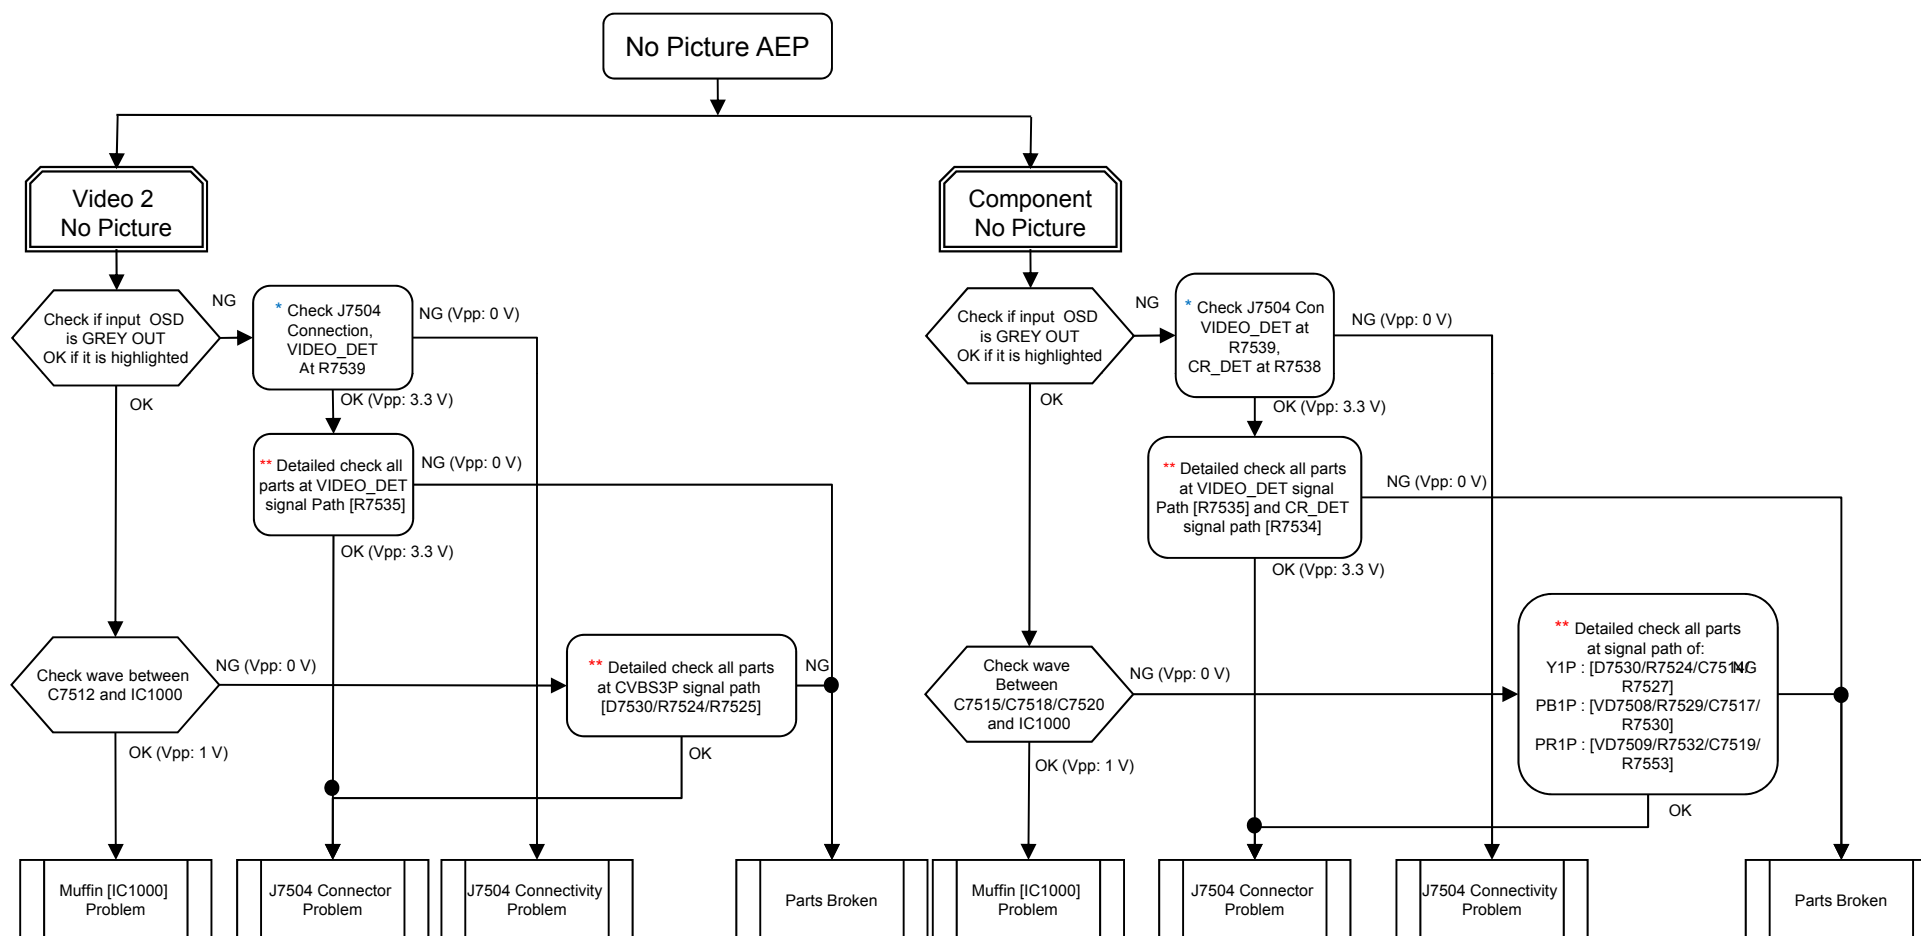 No Picture AEP
Video 2
No Picture
Check if input OSD
is GREY OUT
OK if it is highlighted
NG
* Check J7504
Connection,
VIDEO_DET
At R7539
NG (Vpp: 0 V)
OK
OK (Vpp: 3.3 V)
** Detailed check all
parts at VIDEO_DET
signal Path [R7535]
NG (Vpp: 0 V)
OK (Vpp: 3.3 V)
Check wave between
C7512 and IC1000
NG (Vpp: 0 V)
** Detailed check all parts
at CVBS3P signal path
[D7530/R7524/R7525]
NG
OK (Vpp: 1 V)
OK
Muffin [IC1000]
Problem
J7504 Connector
Problem
J7504 Connectivity
Problem
Parts Broken
Component
No Picture
Check if input OSD
is GREY OUT
OK if it is highlighted
NG
* Check J7504 Con
VIDEO_DET at
R7539,
CR_DET at R7538
NG (Vpp: 0 V)
OK
OK (Vpp: 3.3 V)
** Detailed check all parts
at VIDEO_DET signal
Path [R7535] and CR_DET
signal path [R7534]
NG (Vpp: 0 V)
OK (Vpp: 3.3 V)
Check wave
Between
C7515/C7518/C7520
and IC1000
NG (Vpp: 0 V)
** Detailed check all parts
at signal path of:
Y1P : [D7530/R7524/C7514/
R7527]
PB1P : [VD7508/R7529/C7517/
R7530]
PR1P : [VD7509/R7532/C7519/
R7553]
NG
OK (Vpp: 1 V)
OK
Muffin [IC1000]
Problem
J7504 Connector
Problem
J7504 Connectivity
Problem
Parts Broken